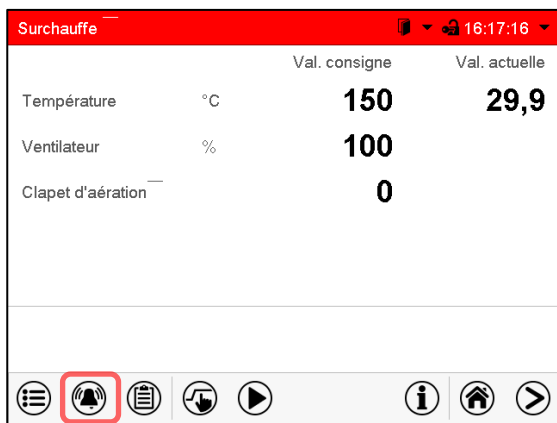 Surchauffe 16:17:16
Val. consigne Val. actuelle
Température °C 150 29,9
Ventilateur % 100
Clapet d'aération 0